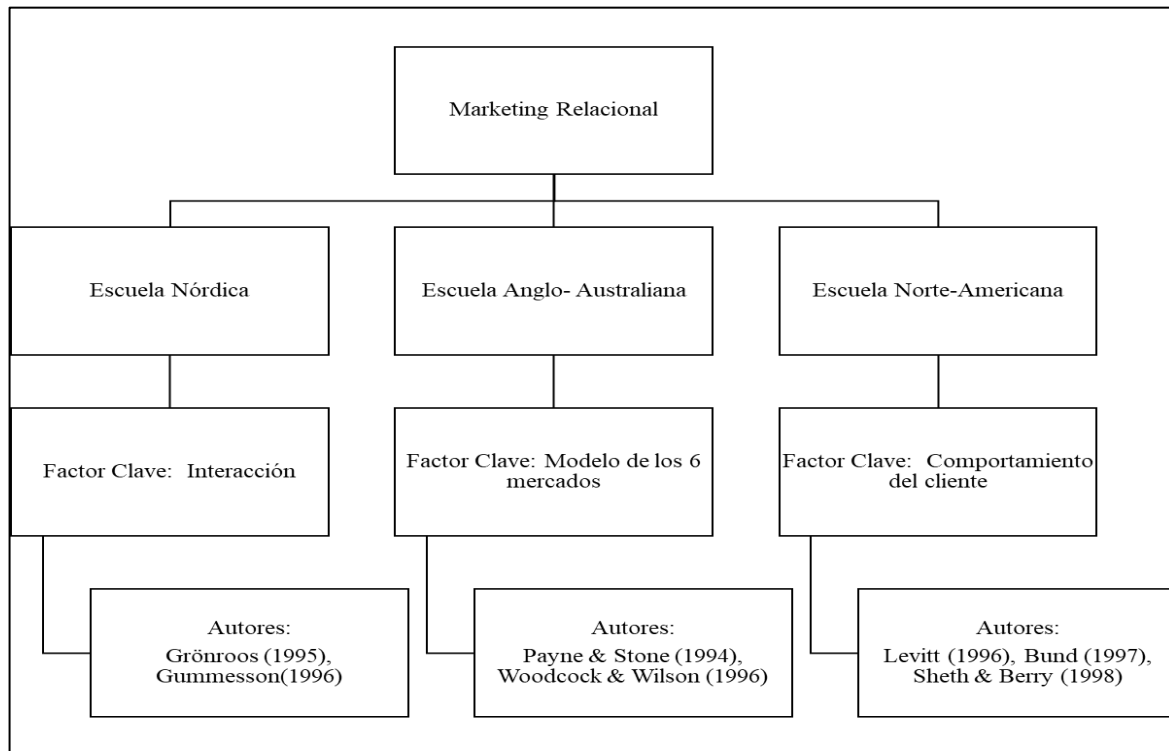 Marketing Relacional
Escuela Nórdica
Escuela Anglo- Australiana
Escuela Norte-Americana
Factor Clave: Interacción
Factor Clave: Modelo de los 6
mercados
Factor Clave: Comportamiento
del cliente
Autores:
Grönroos (1995),
Gummesson(1996)
Autores:
Payne & Stone (1994),
Woodcock & Wilson (1996)
Autores:
Levitt (1996), Bund (1997),
Sheth & Berry (1998)